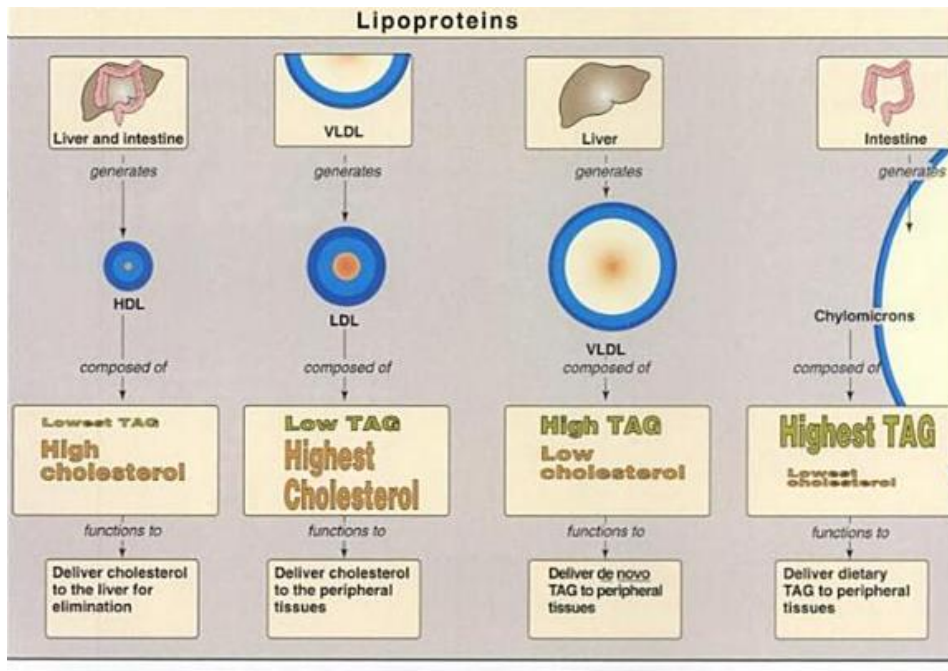 Lipoproteins
Liver and intestine
generates
HDL
composed of
Lowest TAG
High
cholesterol
functions to
Deliver cholesterol
to the liver for
elimination
VLDL
generates
LDL
composed of
Low TAG
Highest
Cholesterol
functions to
Deliver cholesterol
to the peripheral
tissues
Liver
generates
VLDL
composed of
High TAG
Low
cholesterol
functions to
Deliver de novo
TAG to peripheral
tissues
Intestine
generates
Chylomicrons
composed of
Highest TAG
Lowest
cholesterol
functions to
Deliver dietary
TAG to peripheral
tissues